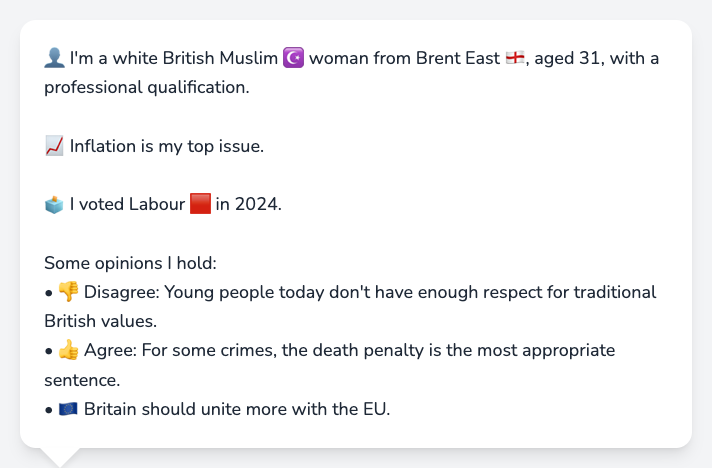 👤 I'm a white British Muslim ☪️ woman from Brent East 🏴󠁧󠁢󠁥󠁮󠁧󠁿, aged 31, with a
professional qualification.
📈 Inflation is my top issue.
🗳️ I voted Labour 🟥 in 2024.
Some opinions I hold:
• 👎 Disagree: Young people today don't have enough respect for traditional
British values.
• 👍 Agree: For some crimes, the death penalty is the most appropriate
sentence.
• 🇪🇺 Britain should unite more with the EU.